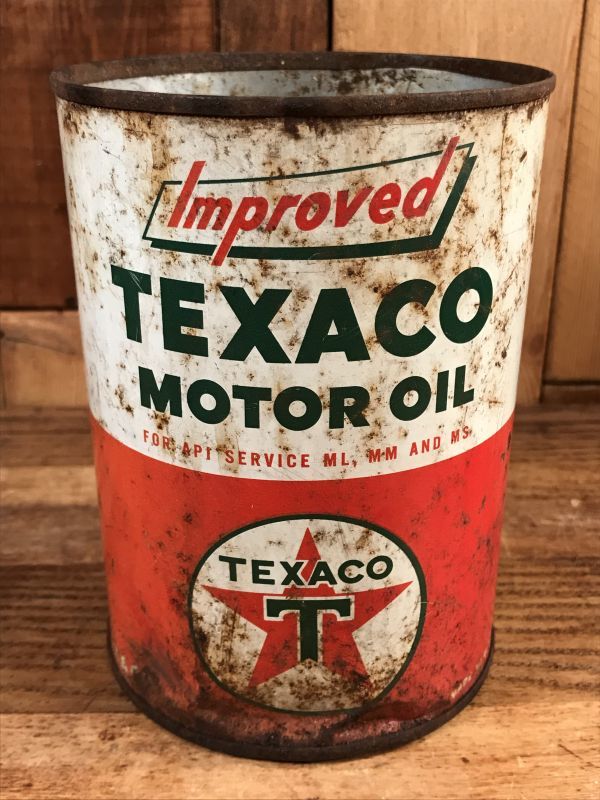 Improved
TEXACO
MOTOR OIL
FOR API SERVICE ML, MM AND MS
TEXACO
T